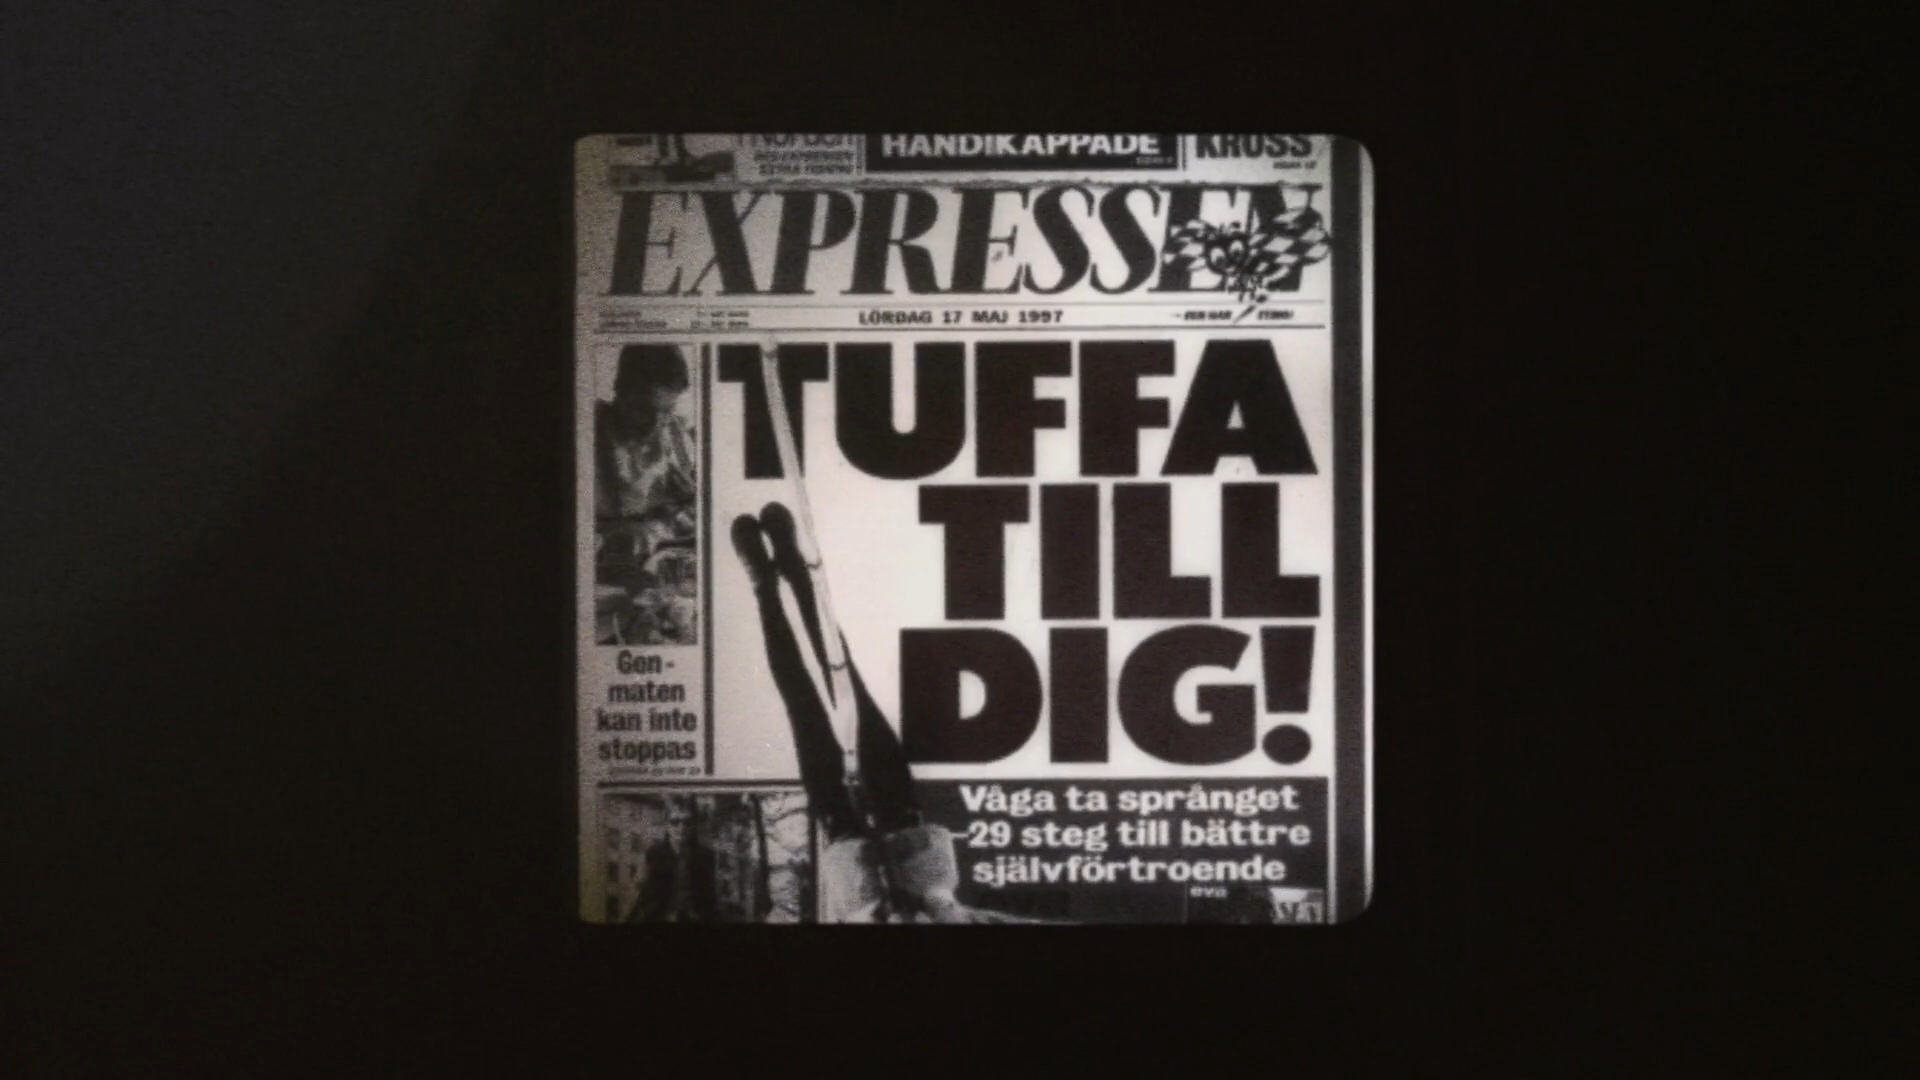 HANDIKAPPADE
KRUSS
EXPRESSEN
LÖRDAG 17 MAJ 1997
TUFFA
TILL
DIG!
Gen-
maten
kan inte
stoppas
Våga ta språnget
–29 steg till bättre
självförtroende